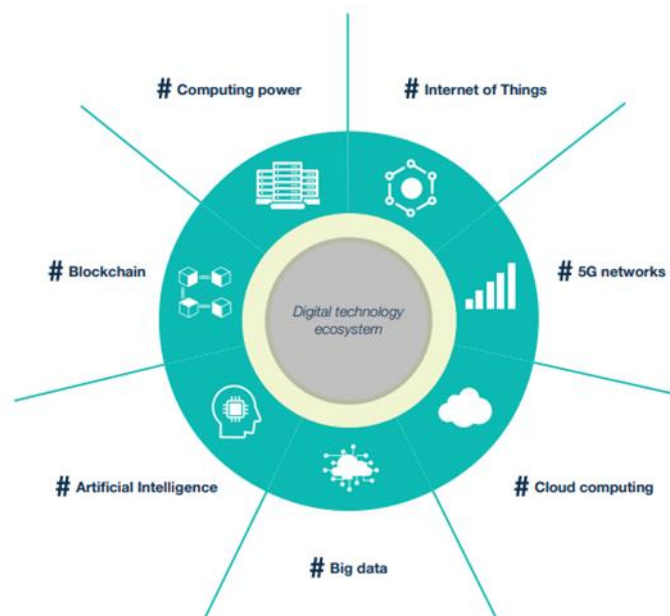 # Computing power
# Internet of Things
# Blockchain
# 5G networks
Digital technology
ecosystem
# Artificial Intelligence
# Cloud computing
# Big data